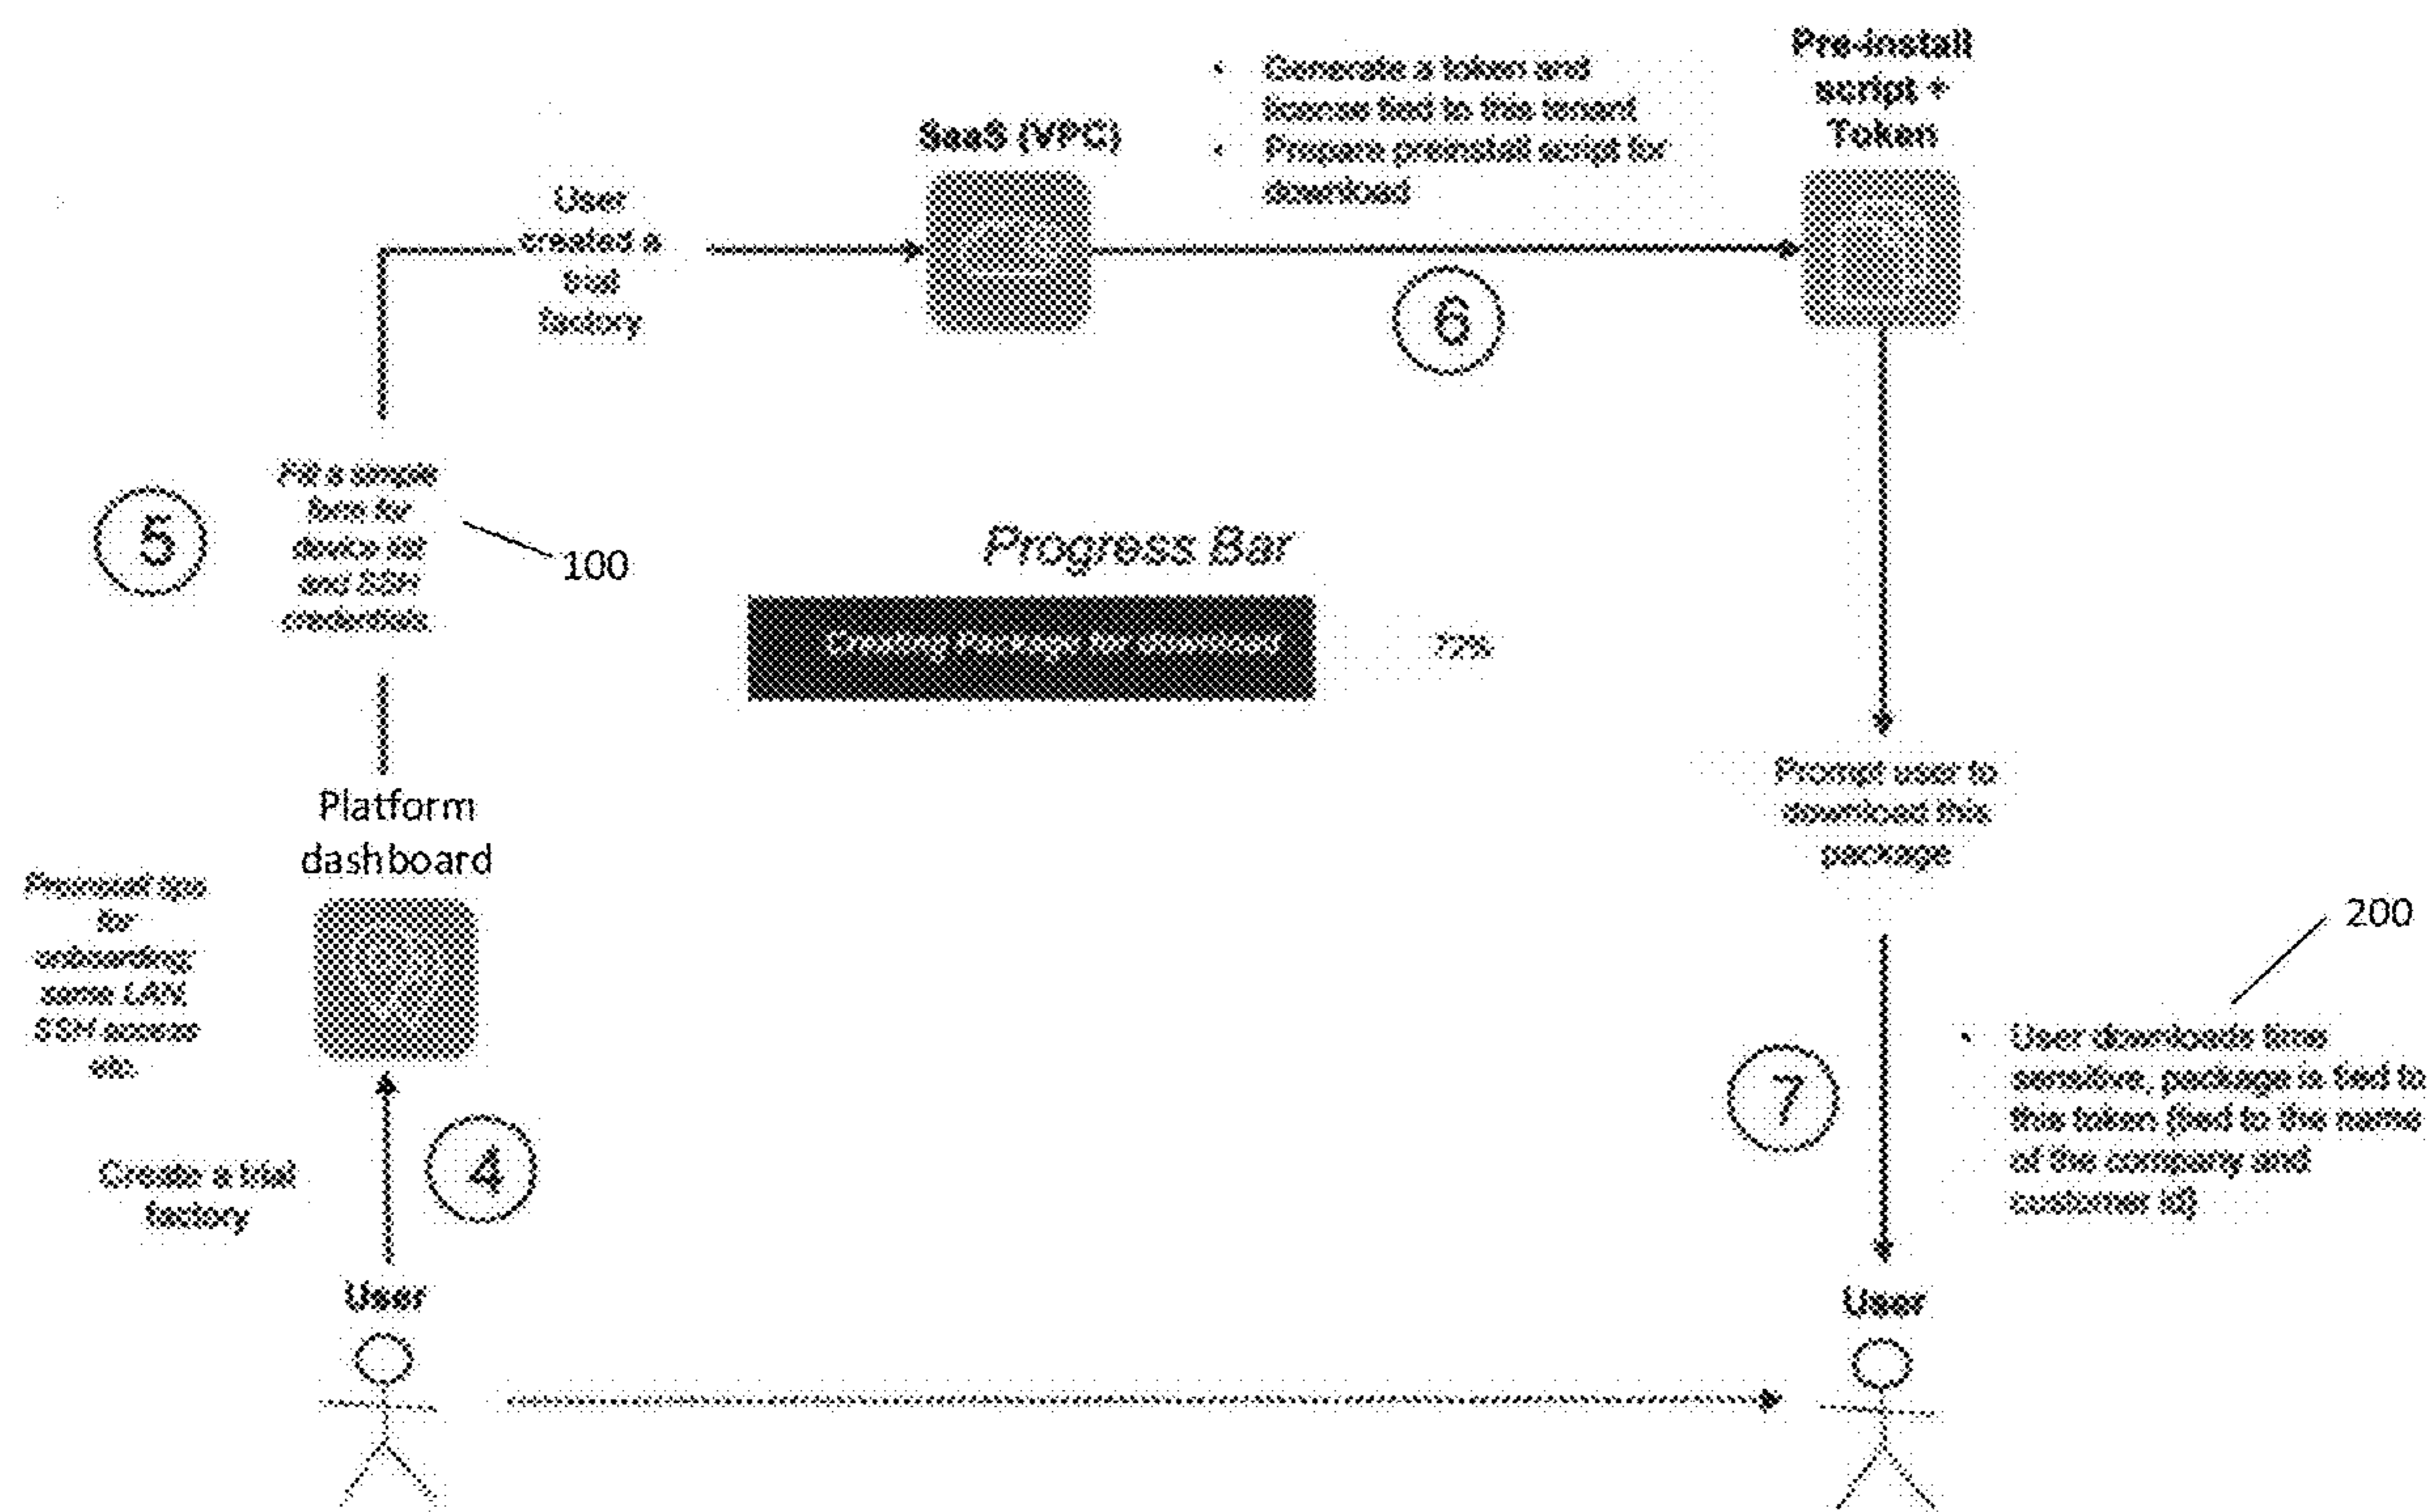 Pre-install
script +
Token
SaaS (VPC)
• Generate a token and
license tied to this tenant
• Prepare preinstall script for
download
User
created a
trial
factory
6
5
Fill a simple
form for
device list
and SSH
credentials
100
Progress Bar
package for download
72%
Platform
dashboard
Prompt user to
download this
package
for
onboarding
same LAN,
SSH access
etc.
200
• User downloads time
sensitive, package is tied to
this token (tied to the name
of the company and
customer id)
7
4
Create a trial
factory
User
User